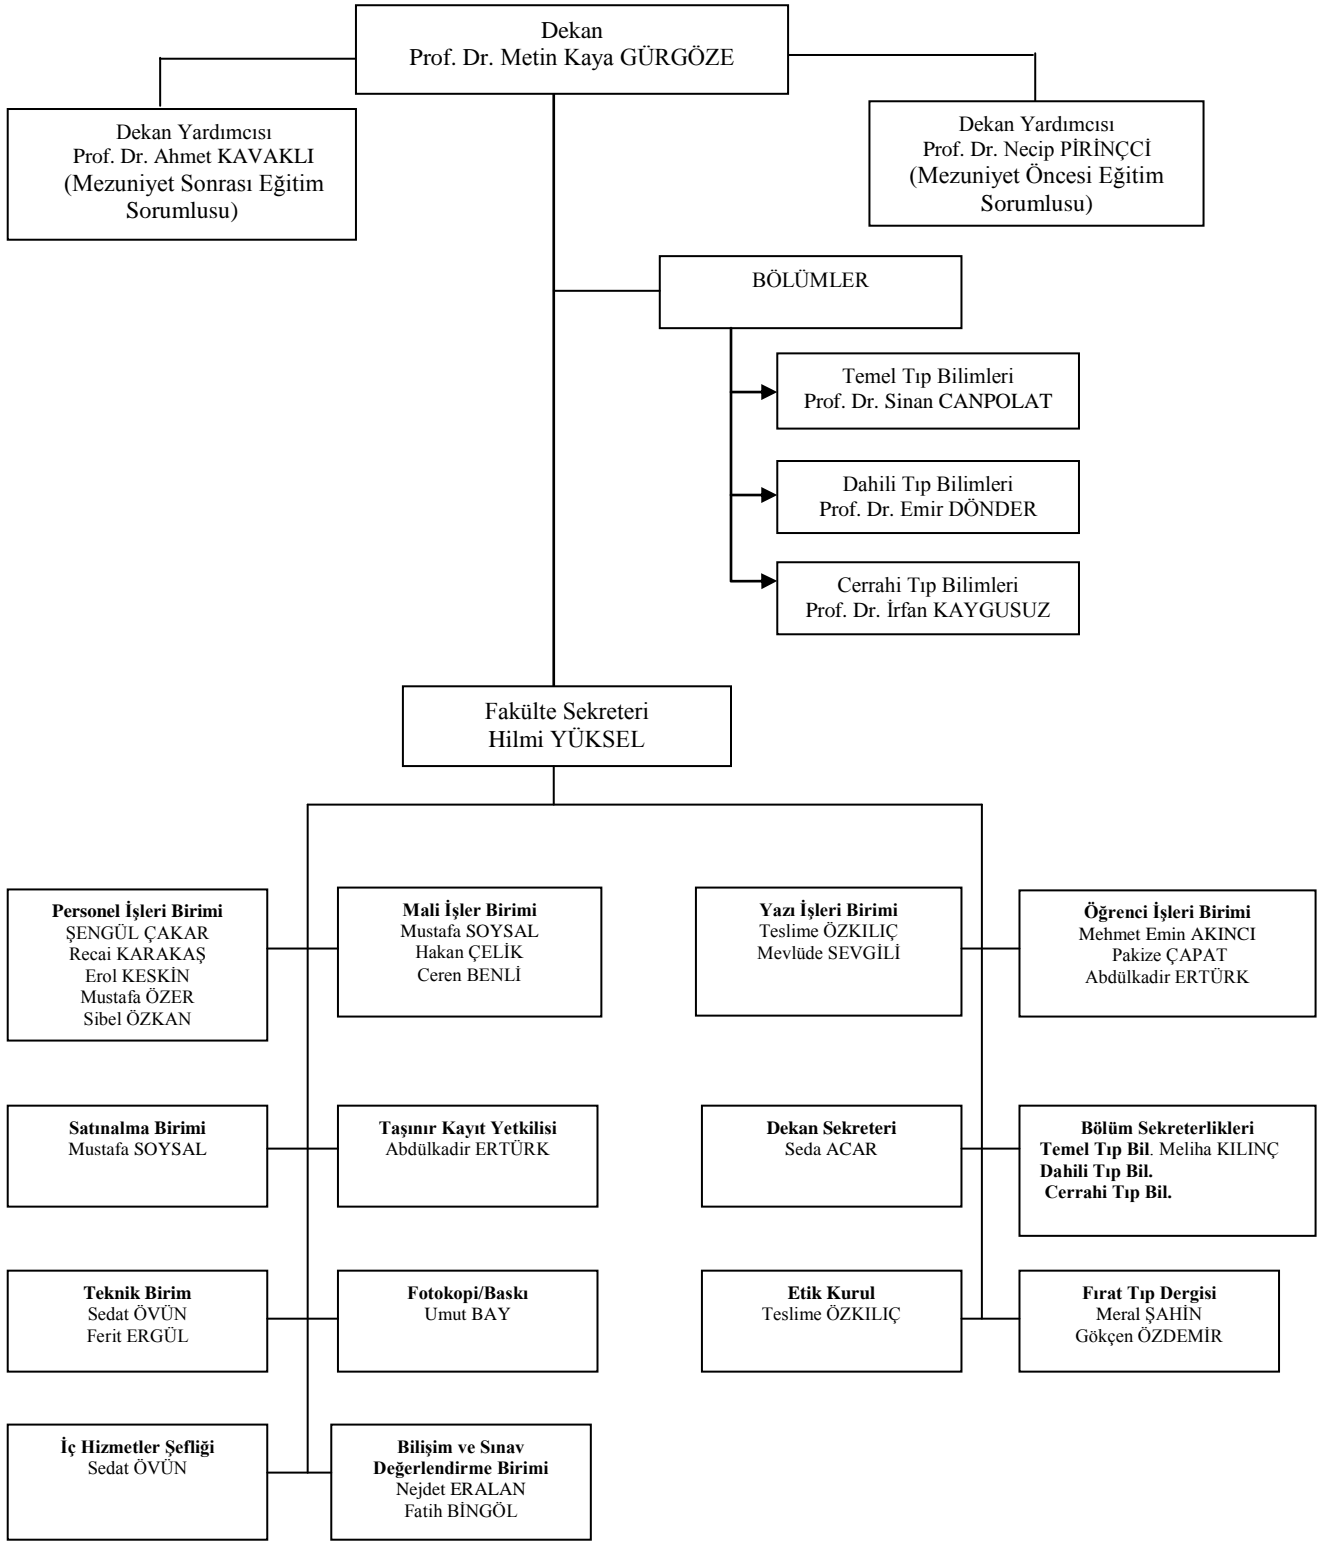 Dekan
Prof. Dr. Metin Kaya GÜRGÖZE
Dekan Yardımcısı
Prof. Dr. Ahmet KAVAKLI
(Mezuniyet Sonrası Eğitim
Sorumlusu)
Dekan Yardımcısı
Prof. Dr. Necip PİRİNÇCİ
(Mezuniyet Öncesi Eğitim
Sorumlusu)
BÖLÜMLER
Temel Tıp Bilimleri
Prof. Dr. Sinan CANPOLAT
Dahili Tıp Bilimleri
Prof. Dr. Emir DÖNDER
Cerrahi Tıp Bilimleri
Prof. Dr. İrfan KAYGUSUZ
Fakülte Sekreteri
Hilmi YÜKSEL
Personel İşleri Birimi
ŞENGÜL ÇAKAR
Recai KARAKAŞ
Erol KESKİN
Mustafa ÖZER
Sibel ÖZKAN
Mali İşler Birimi
Mustafa SOYSAL
Hakan ÇELİK
Ceren BENLİ
Yazı İşleri Birimi
Teslime ÖZKILIÇ
Mevlüde SEVGİLİ
Öğrenci İşleri Birimi
Mehmet Emin AKINCI
Pakize ÇAPAT
Abdülkadir ERTÜRK
Satınalma Birimi
Mustafa SOYSAL
Taşınır Kayıt Yetkilisi
Abdülkadir ERTÜRK
Dekan Sekreteri
Seda ACAR
Bölüm Sekreterlikleri
Temel Tıp Bil. Meliha KILINÇ
Dahili Tıp Bil.
Cerrahi Tıp Bil.
Teknik Birim
Sedat ÖVÜN
Ferit ERGÜL
Fotokopi/Baskı
Umut BAY
Etik Kurul
Teslime ÖZKILIÇ
Fırat Tıp Dergisi
Meral ŞAHİN
Gökçen ÖZDEMİR
İç Hizmetler Şefliği
Sedat ÖVÜN
Bilişim ve Sınav
Değerlendirme Birimi
Nejdet ERALAN
Fatih BİNGÖL